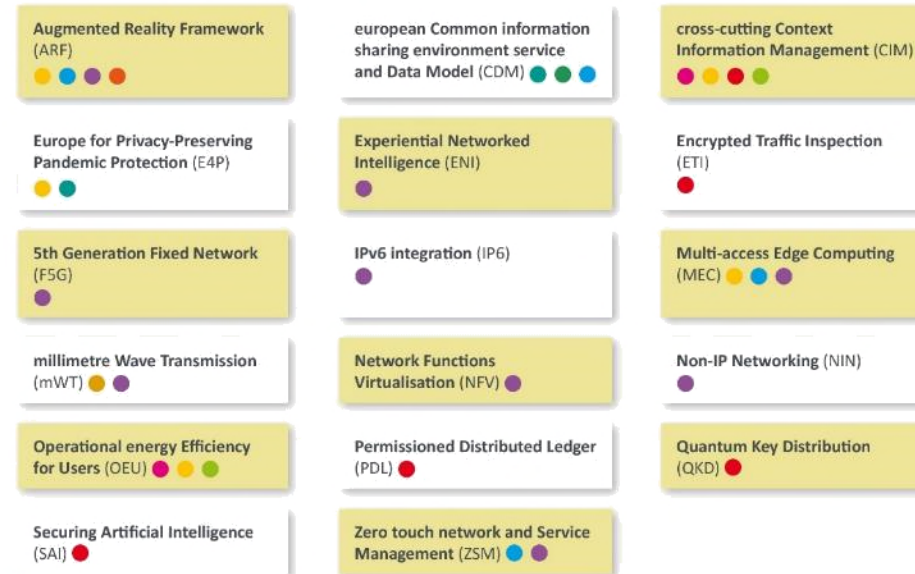 Augmented Reality Framework
(ARF)
european Common information
sharing environment service
and Data Model (CDM)
cross-cutting Context
Information Management (CIM)
Europe for Privacy-Preserving
Pandemic Protection (E4P)
Experiential Networked
Intelligence (ENI)
Encrypted Traffic Inspection
(ETI)
5th Generation Fixed Network
(F5G)
IPv6 integration (IP6)
Multi-access Edge Computing
(MEC)
millimetre Wave Transmission
(mWT)
Network Functions
Virtualisation (NFV)
Non-IP Networking (NIN)
Operational energy Efficiency
for Users (OEU)
Permissioned Distributed Ledger
(PDL)
Quantum Key Distribution
(QKD)
Securing Artificial Intelligence
(SAI)
Zero touch network and Service
Management (ZSM)